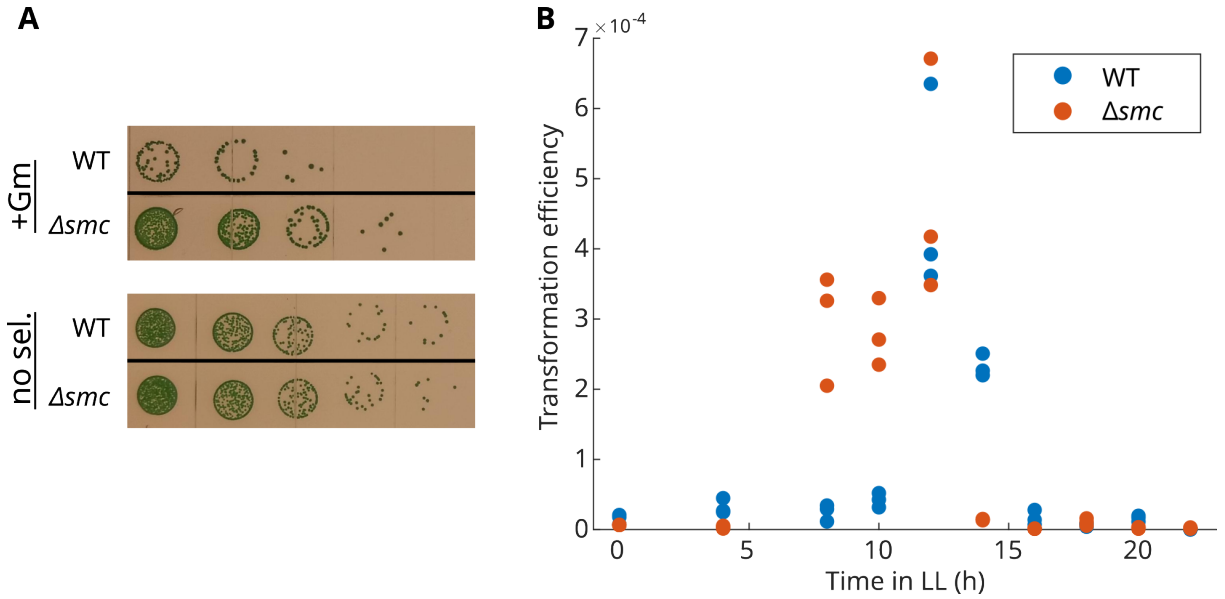 A
+Gm
WT
Δsmc
no sel.
WT
Δsmc
B
×10-4
7
6
5
4
3
2
1
0
Transformation efficiency
WT
Δsmc
0 5 10 15 20
Time in LL (h)